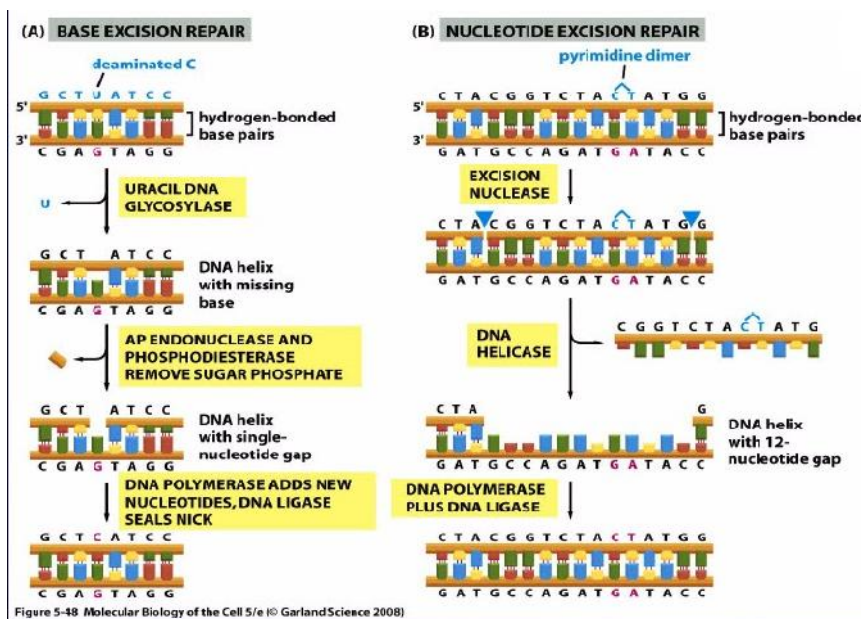 (A) BASE EXCISION REPAIR
deaminated C
G C T U A T C C
5'
hydrogen-bonded
base pairs
3'
C G A G T A G G
U
URACIL DNA
GLYCOSYLASE
G C T A T C C
DNA helix
with missing
base
C G A G T A G G
AP ENDONUCLEASE AND
PHOSPHODIESTERASE
REMOVE SUGAR PHOSPHATE
G C T A T C C
DNA helix
with single-
nucleotide gap
C G A G T A G G
DNA POLYMERASE ADDS NEW
NUCLEOTIDES, DNA LIGASE
SEALS NICK
G C T C A T C C
C G A G T A G G
(B) NUCLEOTIDE EXCISION REPAIR
pyrimidine dimer
C T A C G G T C T A C T A T G G
5'
hydrogen-bonded
base pairs
3'
G A T G C C A G A T G A T A C C
EXCISION
NUCLEASE
C T A C G G T C T A C T A T G G
G A T G C C A G A T G A T A C C
DNA
HELICASE
C G G T C T A C T A T G
C T A G
DNA helix
with 12-
nucleotide gap
G A T G C C A G A T G A T A C C
DNA POLYMERASE
PLUS DNA LIGASE
C T A C G G T C T A C T A T G G
G A T G C C A G A T G A T A C C
Figure 5-48 Molecular Biology of the Cell 5/e (© Garland Science 2008)